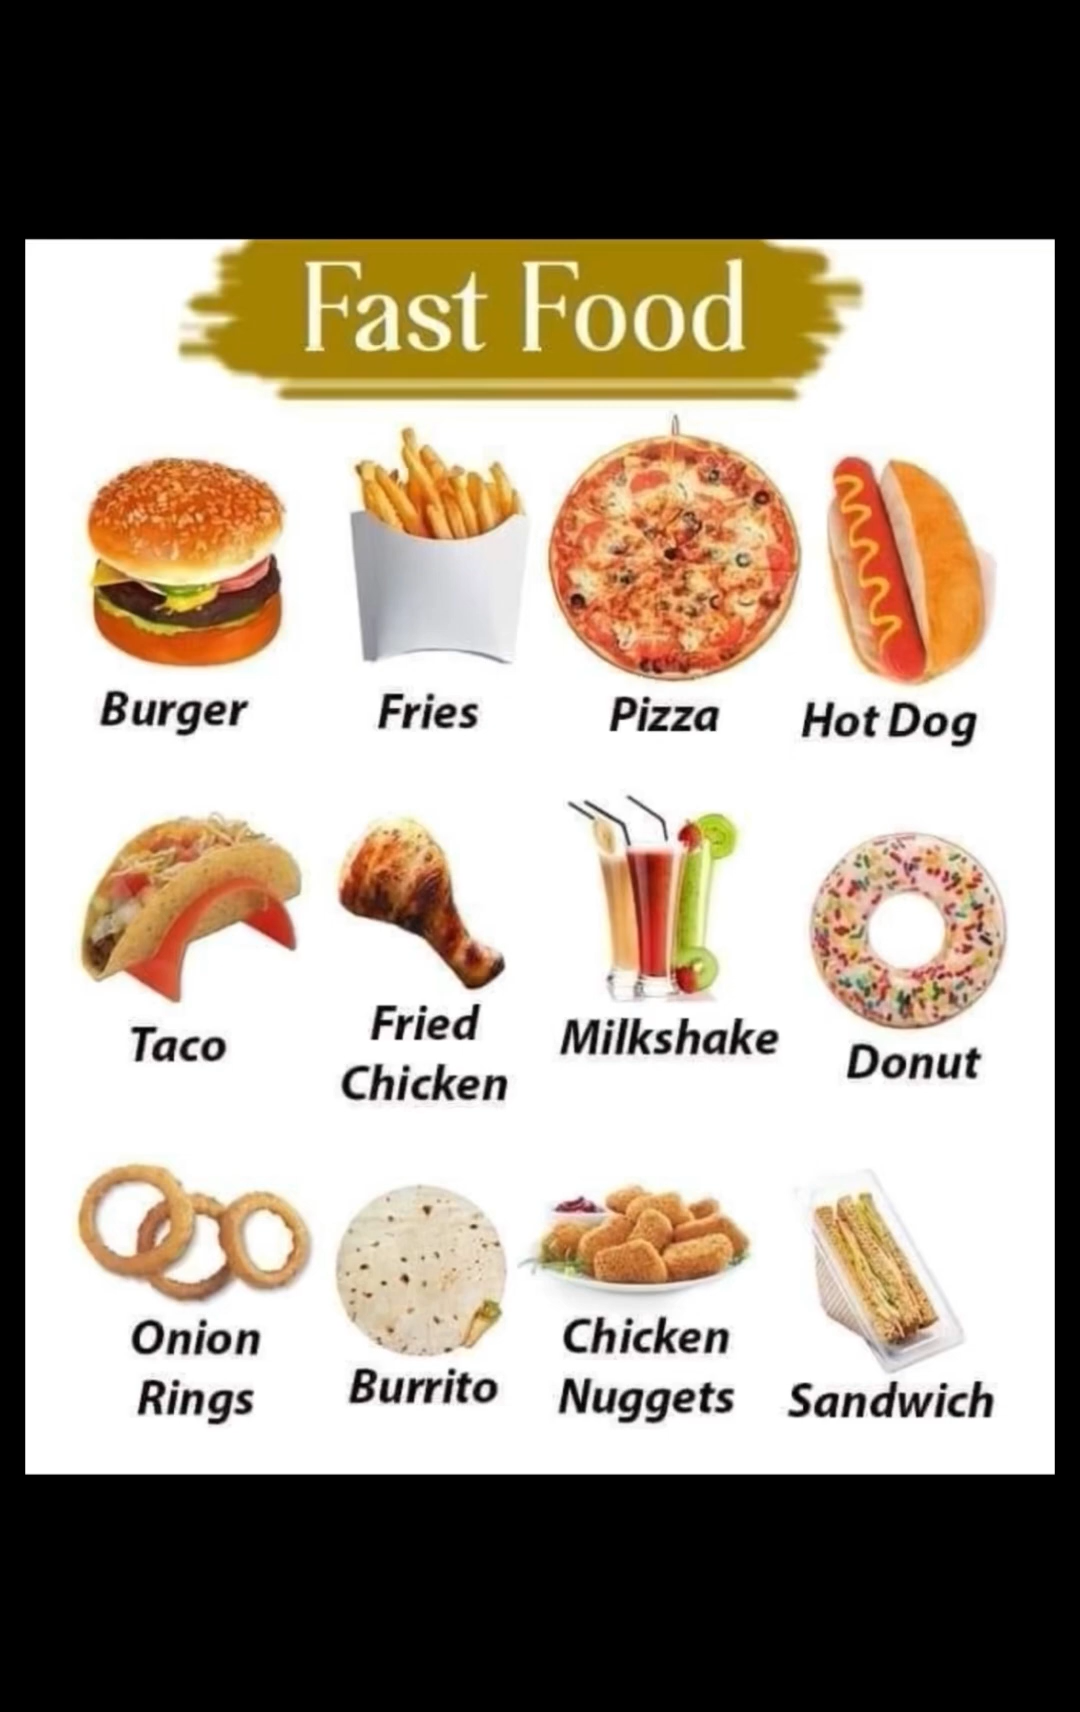 Fast Food
Burger
Fries
Pizza
Hot Dog
Taco
Fried
Chicken
Milkshake
Donut
Onion
Rings
Burrito
Chicken
Nuggets
Sandwich